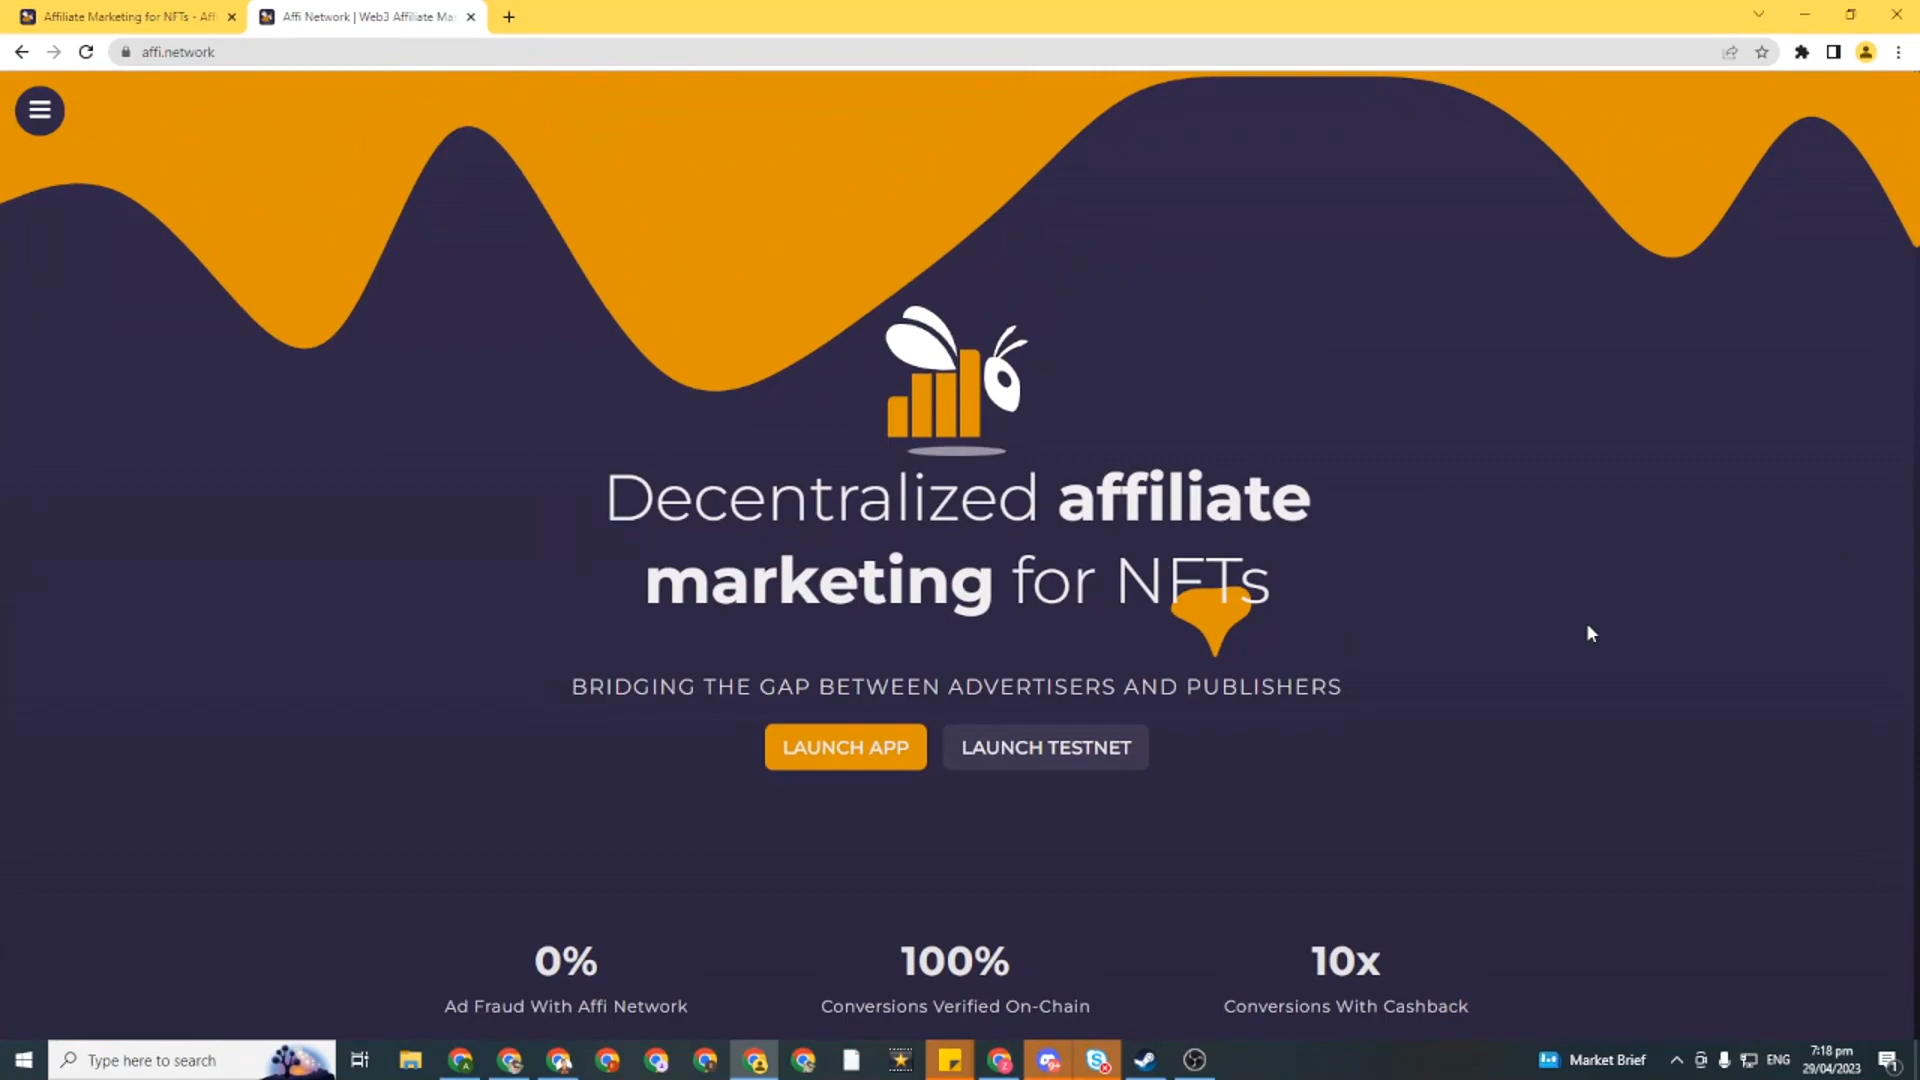 Affiliate Marketing for NFTs - Aff
Affi Network | Web3 Affiliate Ma
affi.network
Decentralized affiliate
marketing for NFTs
BRIDGING THE GAP BETWEEN ADVERTISERS AND PUBLISHERS
LAUNCH APP
LAUNCH TESTNET
0%
100%
10x
Ad Fraud With Affi Network
Conversions Verified On-Chain
Conversions With Cashback
Type here to search
Market Brief
ENG
7:18 pm
29/04/2023